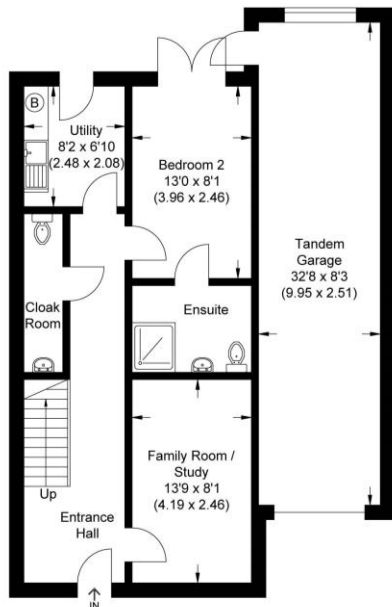 B
Utility
8'2 x 6'10
(2.48 x 2.08)
Bedroom 2
13'0 x 8'1
(3.96 x 2.46)
Tandem
Garage
32'8 x 8'3
(9.95 x 2.51)
Cloak
Room
Ensuite
Up
Family Room /
Study
13'9 x 8'1
(4.19 x 2.46)
Entrance
Hall
IN